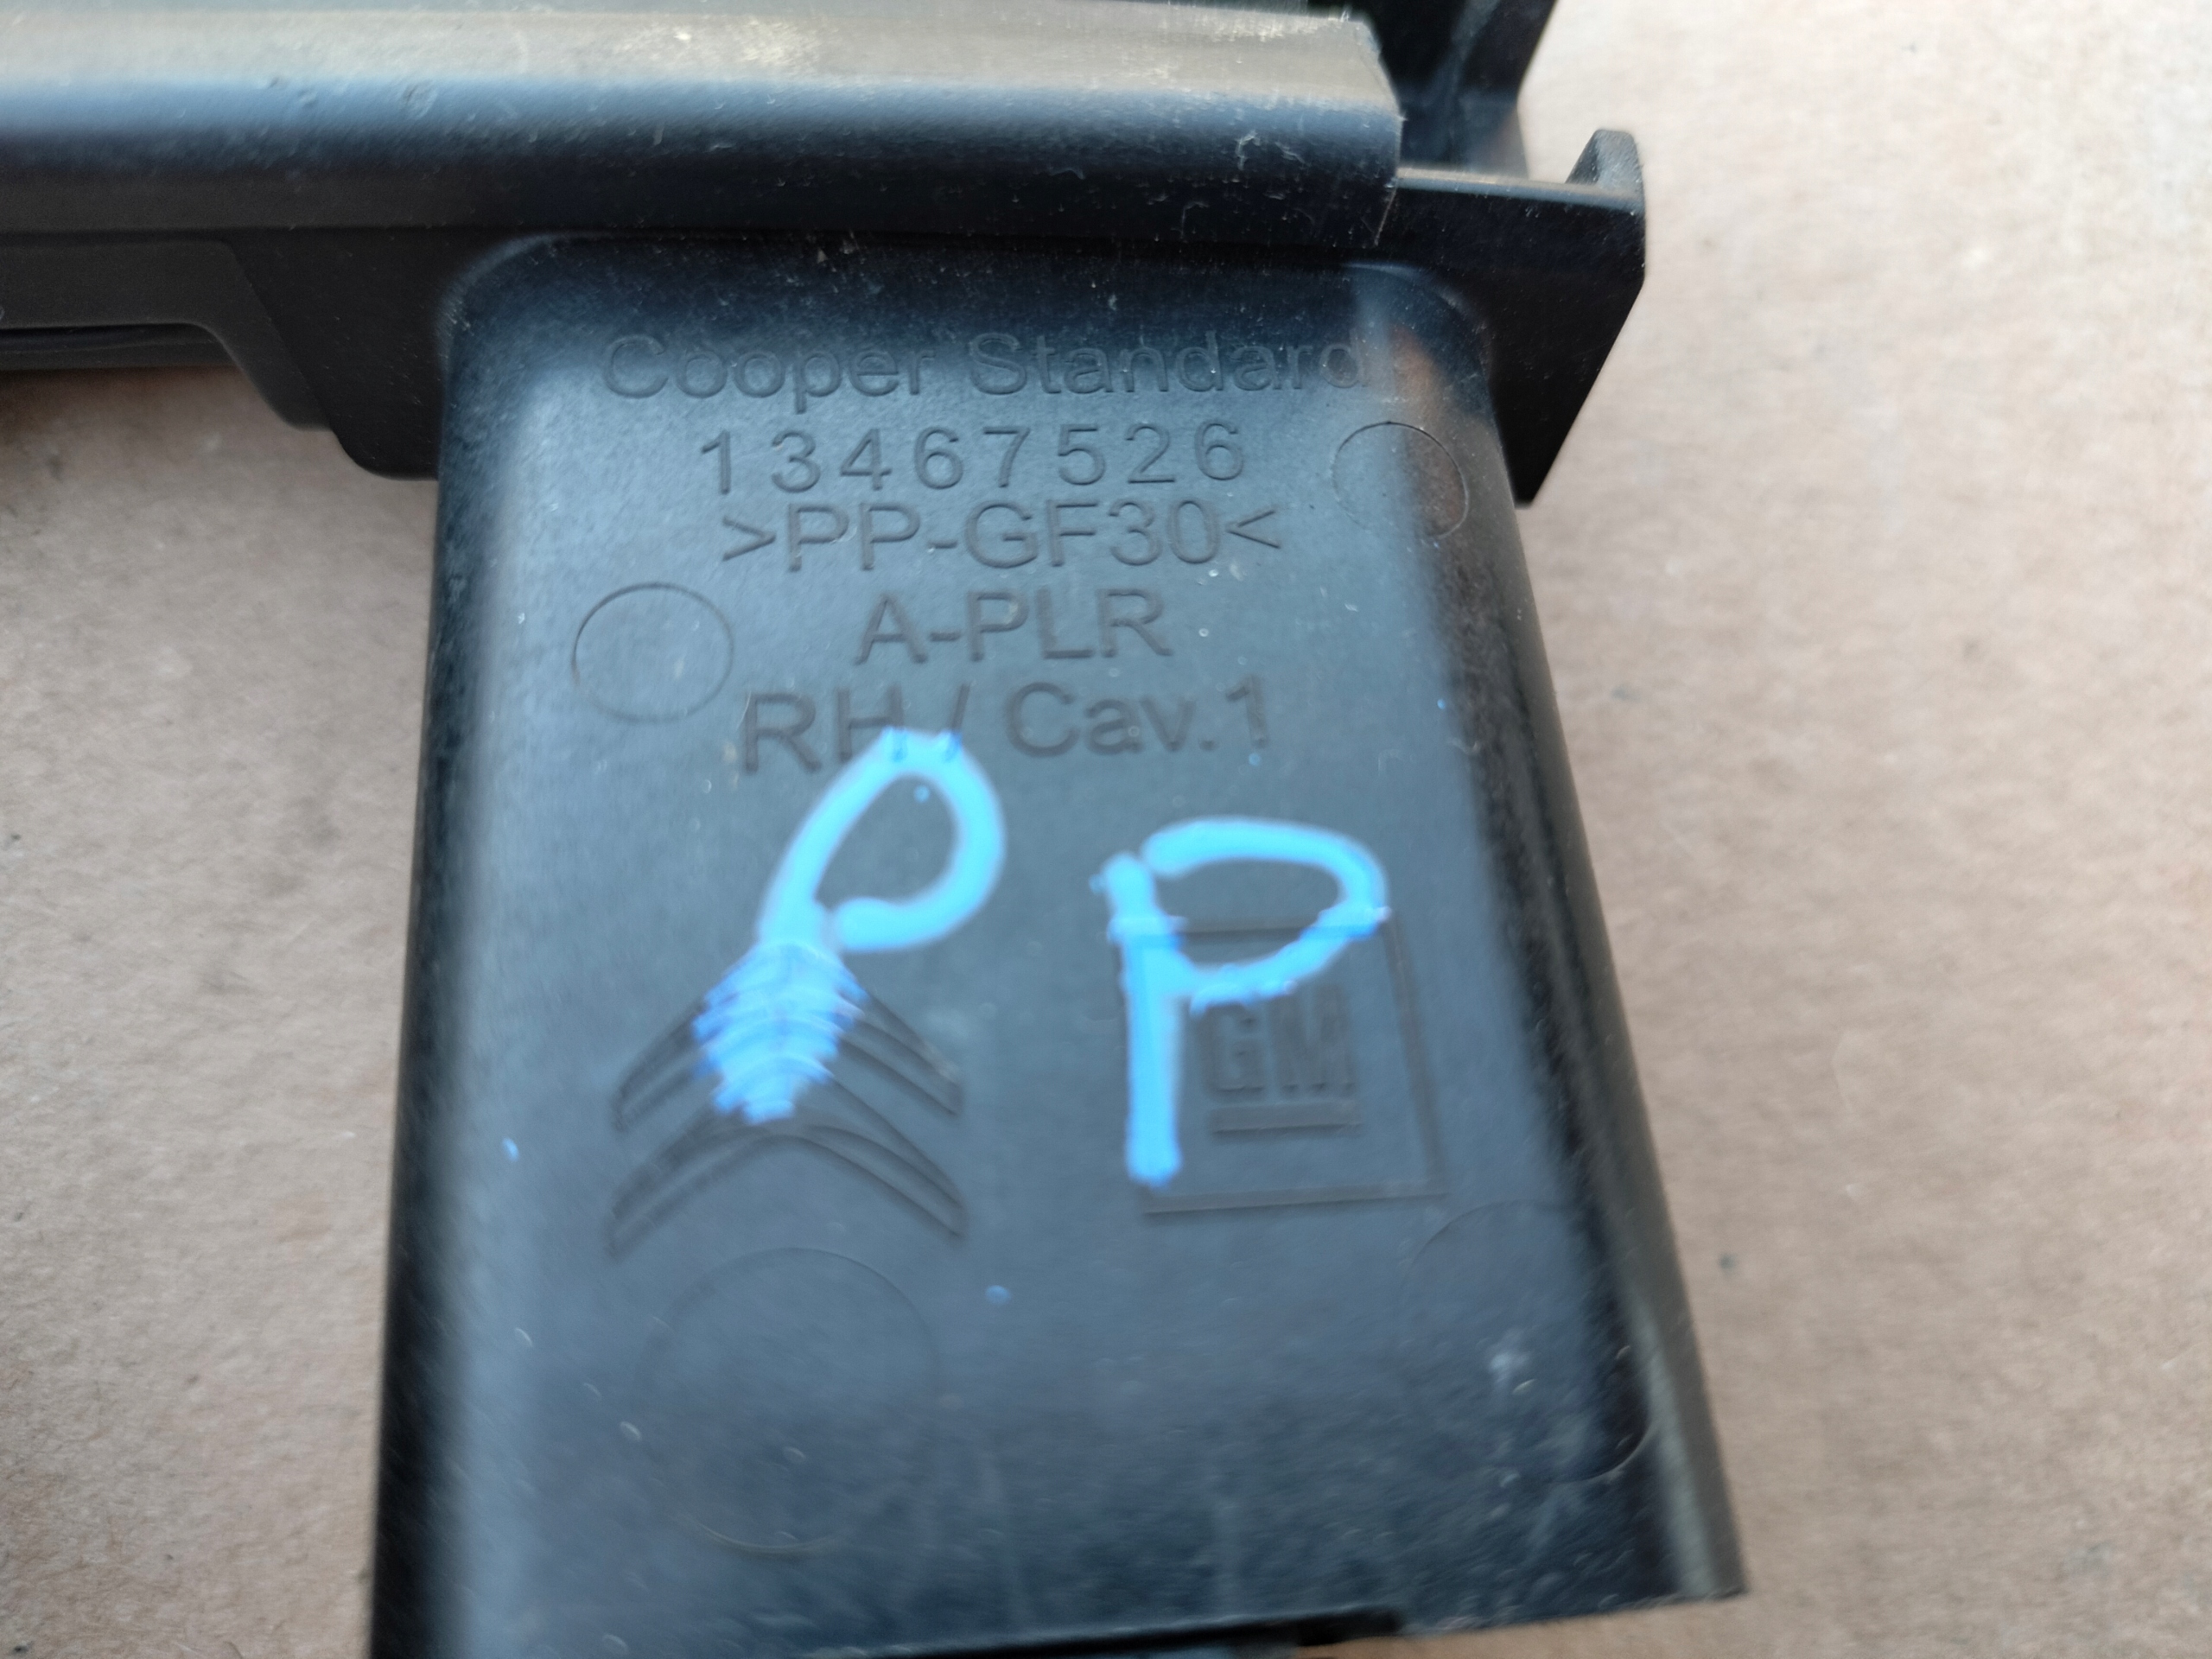 Cooper Standard
13467526
>PP-GF30<
A-PLR
RH / Cav.1
P P
GM